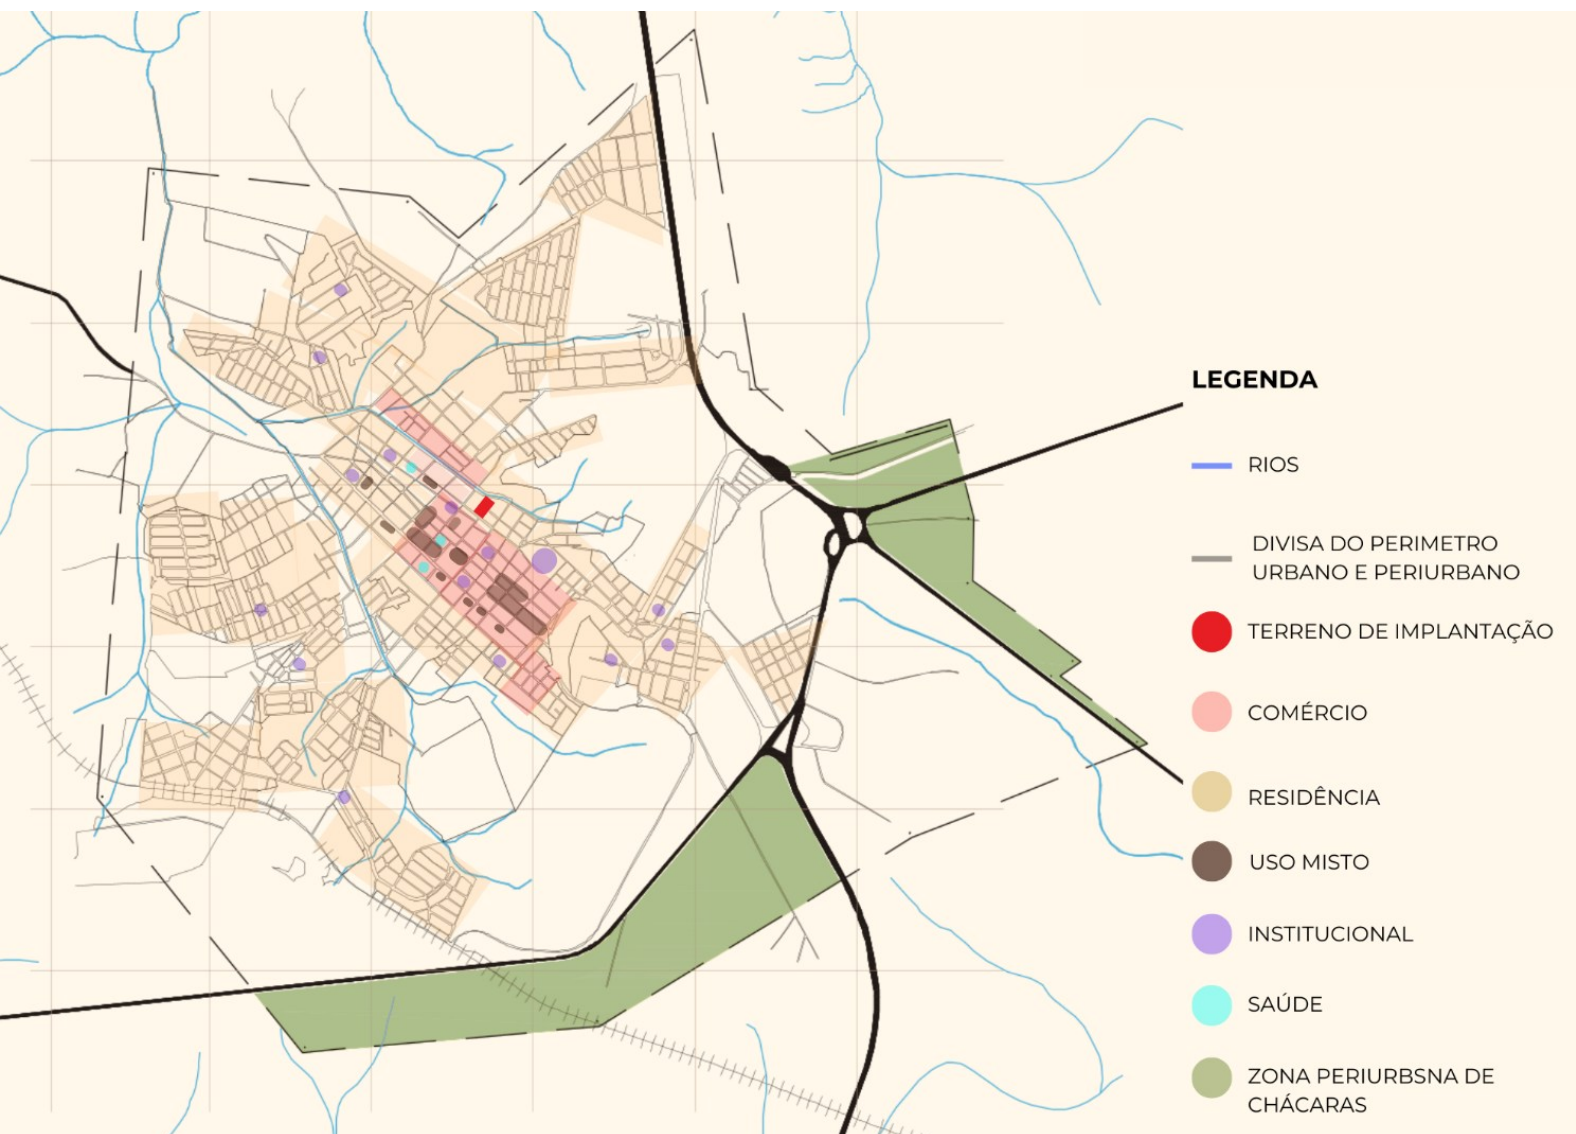 LEGENDA
RIOS
DIVISA DO PERIMETRO
URBANO E PERIURBANO
TERRENO DE IMPLANTAÇÃO
COMÉRCIO
RESIDÊNCIA
USO MISTO
INSTITUCIONAL
SAÚDE
ZONA PERIURBSNA DE
CHÁCARAS